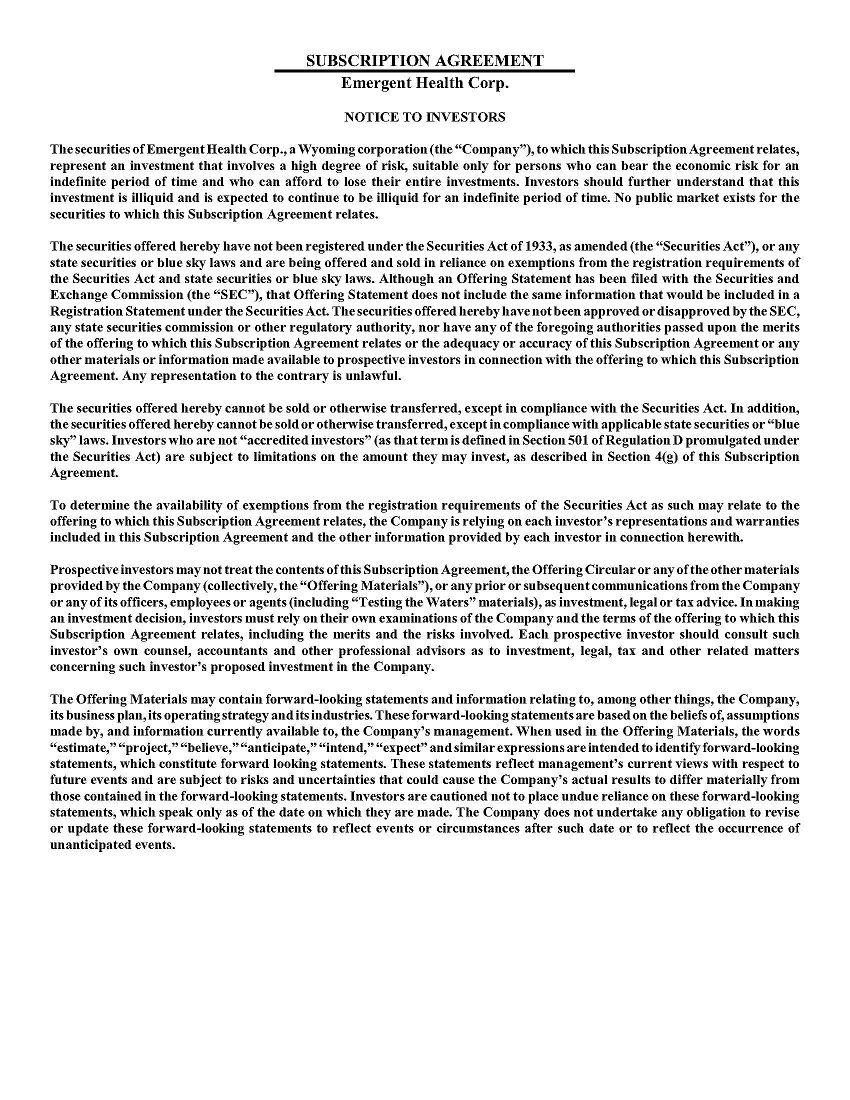 SUBSCRIPTION AGREEMENT
Emergent Health Corp.
NOTICE TO INVESTORS
The securities of Emergent Health Corp., a Wyoming corporation (the “Company”), to which this Subscription Agreement relates,
represent an investment that involves a high degree of risk, suitable only for persons who can bear the economic risk for an
indefinite period of time and who can afford to lose their entire investments. Investors should further understand that this
investment is illiquid and is expected to continue to be illiquid for an indefinite period of time. No public market exists for the
securities to which this Subscription Agreement relates.
The securities offered hereby have not been registered under the Securities Act of 1933, as amended (the “Securities Act”), or any
state securities or blue sky laws and are being offered and sold in reliance on exemptions from the registration requirements of
the Securities Act and state securities or blue sky laws. Although an Offering Statement has been filed with the Securities and
Exchange Commission (the “SEC”), that Offering Statement does not include the same information that would be included in a
Registration Statement under the Securities Act. The securities offered hereby have not been approved or disapproved by the SEC,
any state securities commission or other regulatory authority, nor have any of the foregoing authorities passed upon the merits
of the offering to which this Subscription Agreement relates or the adequacy or accuracy of this Subscription Agreement or any
other materials or information made available to prospective investors in connection with the offering to which this Subscription
Agreement. Any representation to the contrary is unlawful.
The securities offered hereby cannot be sold or otherwise transferred, except in compliance with the Securities Act. In addition,
the securities offered hereby cannot be sold or otherwise transferred, except in compliance with applicable state securities or “blue
sky” laws. Investors who are not “accredited investors” (as that term is defined in Section 501 of Regulation D promulgated under
the Securities Act) are subject to limitations on the amount they may invest, as described in Section 4(g) of this Subscription
Agreement.
To determine the availability of exemptions from the registration requirements of the Securities Act as such may relate to the
offering to which this Subscription Agreement relates, the Company is relying on each investor’s representations and warranties
included in this Subscription Agreement and the other information provided by each investor in connection herewith.
Prospective investors may not treat the contents of this Subscription Agreement, the Offering Circular or any of the other materials
provided by the Company (collectively, the “Offering Materials”), or any prior or subsequent communications from the Company
or any of its officers, employees or agents (including “Testing the Waters” materials), as investment, legal or tax advice. In making
an investment decision, investors must rely on their own examinations of the Company and the terms of the offering to which this
Subscription Agreement relates, including the merits and the risks involved. Each prospective investor should consult such
investor’s own counsel, accountants and other professional advisors as to investment, legal, tax and other related matters
concerning such investor’s proposed investment in the Company.
The Offering Materials may contain forward-looking statements and information relating to, among other things, the Company,
its business plan, its operating strategy and its industries. These forward-looking statements are based on the beliefs of, assumptions
made by, and information currently available to, the Company’s management. When used in the Offering Materials, the words
“estimate,” “project,” “believe,” “anticipate,” “intend,” “expect” and similar expressions are intended to identify forward-looking
statements, which constitute forward looking statements. These statements reflect management’s current views with respect to
future events and are subject to risks and uncertainties that could cause the Company’s actual results to differ materially from
those contained in the forward-looking statements. Investors are cautioned not to place undue reliance on these forward-looking
statements, which speak only as of the date on which they are made. The Company does not undertake any obligation to revise
or update these forward-looking statements to reflect events or circumstances after such date or to reflect the occurrence of
unanticipated events.